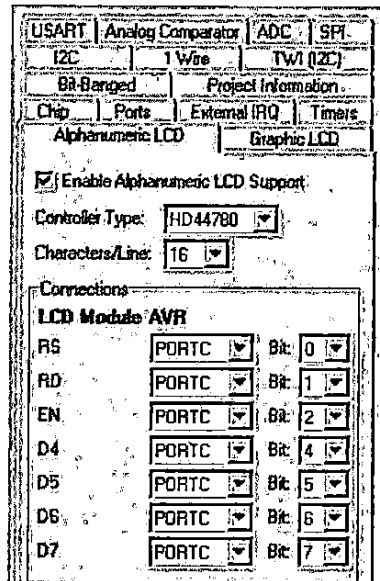 USART Analog Comparator ADC SPI
I2C 1 Wire TWI (I2C)
Bit-Banged Project Information
Chip Ports External IRQ Timers
Alphanumeric LCD Graphic LCD
Enable Alphanumeric LCD Support
Controller Type: HD44780
Characters/Line: 16
Connections
LCD Module AVR
RS PORTC Bit: 0
RD PORTC Bit: 1
EN PORTC Bit: 2
D4 PORTC Bit: 4
D5 PORTC Bit: 5
D6 PORTC Bit: 6
D7 PORTC Bit: 7